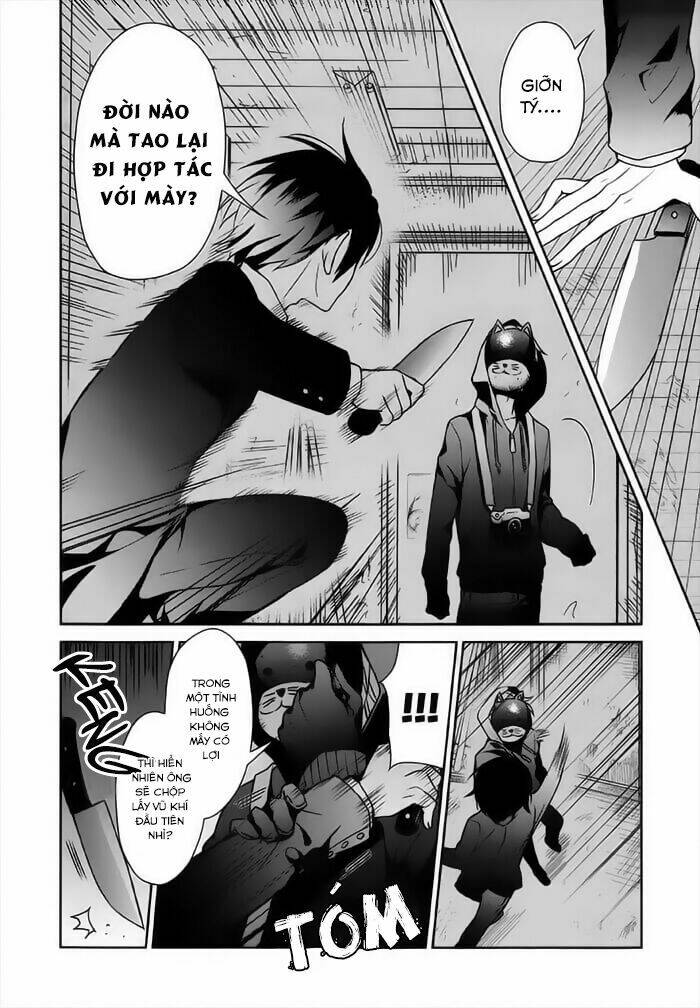 GIỠN
TÝ....
ĐỜI NÀO
MÀ TAO LẠI
ĐI HỢP TÁC
VỚI MÀY?
!!!
TÓM
TRONG
MỘT TÌNH
HUỐNG
KHÔNG
MẤY CÓ
LỢI
THÌ HIỂN
NHIÊN ÔNG
SẼ CHỘP
LẤY VŨ KHÍ
ĐẦU TIÊN
NHỈ?
KENG